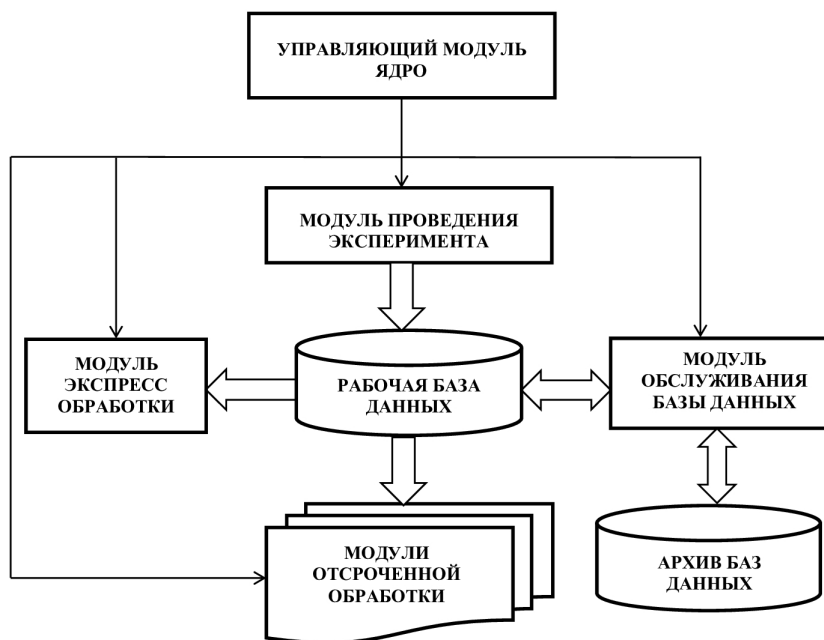 УПРАВЛЯЮЩИЙ МОДУЛЬ
ЯДРО
МОДУЛЬ ПРОВЕДЕНИЯ
ЭКСПЕРИМЕНТА
МОДУЛЬ
ЭКСПРЕСС
ОБРАБОТКИ
РАБОЧАЯ БАЗА
ДАННЫХ
МОДУЛЬ
ОБСЛУЖИВАНИЯ
БАЗЫ ДАННЫХ
МОДУЛИ
ОТСРОЧЕННОЙ
ОБРАБОТКИ
АРХИВ БАЗ
ДАННЫХ